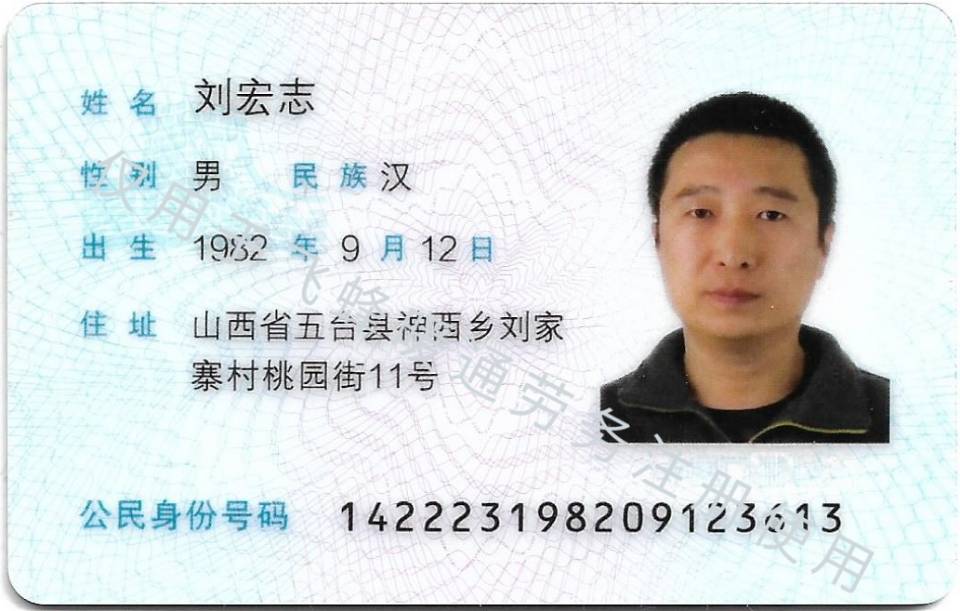 姓名 刘宏志
性别 男 民族 汉
出生 1982 年 9 月 12 日
住址 山西省五台县神西乡刘家
寨村桃园街11号
公民身份号码 142223198209123613
使用 飞蜂 通劳务注册使用